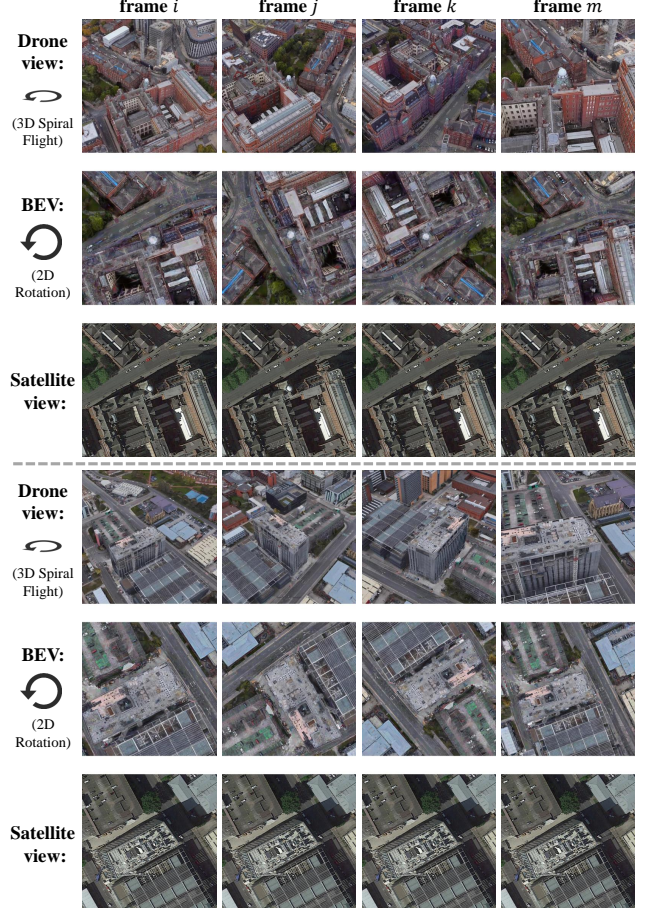 frame i frame j frame k frame m
Drone
view:
(3D Spiral
Flight)
BEV:
(2D
Rotation)
Satellite
view:
Drone
view:
(3D Spiral
Flight)
BEV:
(2D
Rotation)
Satellite
view: